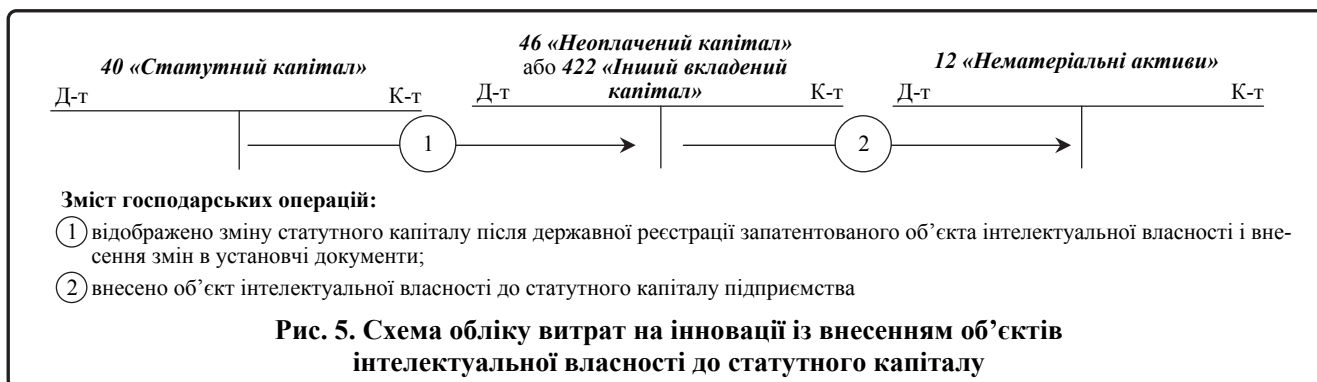 40 «Статутний капітал»
Д-т К-т
46 «Неоплачений капітал»
або 422 «Інший вкладений
капітал»
Д-т К-т
12 «Нематеріальні активи»
Д-т К-т
1
2
Зміст господарських операцій:
1 відображено зміну статутного капіталу після державної реєстрації запатентованого об’єкта інтелектуальної власності і вне-
сення змін в установчі документи;
2 внесено об’єкт інтелектуальної власності до статутного капіталу підприємства
Рис. 5. Схема обліку витрат на інновації із внесенням об’єктів
інтелектуальної власності до статутного капіталу